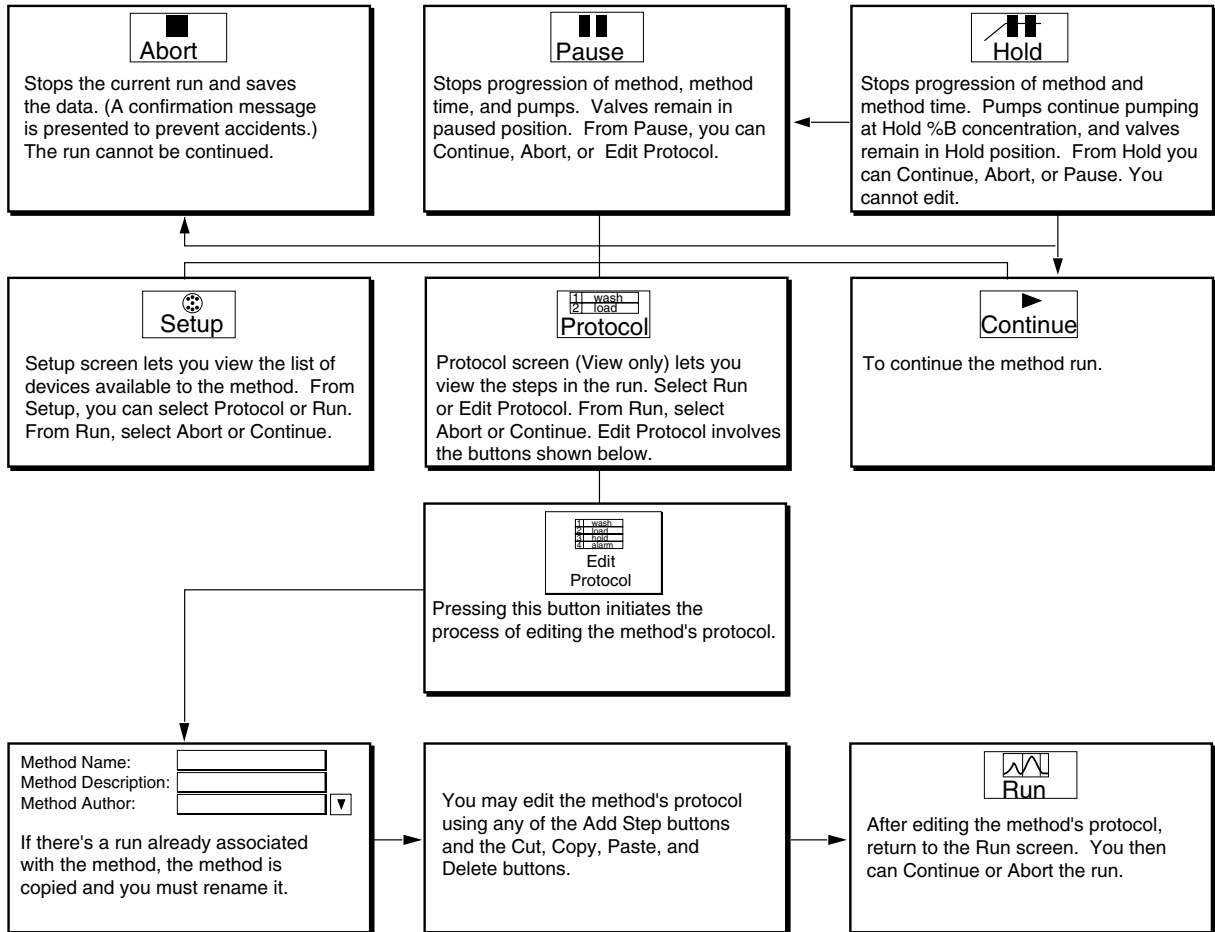 Abort
Stops the current run and saves
the data. (A confirmation message
is presented to prevent accidents.)
The run cannot be continued.
Pause
Stops progression of method, method
time, and pumps. Valves remain in
paused position. From Pause, you can
Continue, Abort, or Edit Protocol.
Hold
Stops progression of method and
method time. Pumps continue pumping
at Hold %B concentration, and valves
remain in Hold position. From Hold you
can Continue, Abort, or Pause. You
cannot edit.
Setup
Setup screen lets you view the list of
devices available to the method. From
Setup, you can select Protocol or Run.
From Run, select Abort or Continue.
1 wash
2 load
Protocol
Protocol screen (View only) lets you
view the steps in the run. Select Run
or Edit Protocol. From Run, select
Abort or Continue. Edit Protocol involves
the buttons shown below.
Continue
To continue the method run.
1 wash
2 load
3 hold
4 alarm
Edit
Protocol
Pressing this button initiates the
process of editing the method's protocol.
Method Name:
Method Description:
Method Author:
If there's a run already associated
with the method, the method is
copied and you must rename it.
You may edit the method's protocol
using any of the Add Step buttons
and the Cut, Copy, Paste, and
Delete buttons.
Run
After editing the method's protocol,
return to the Run screen. You then
can Continue or Abort the run.